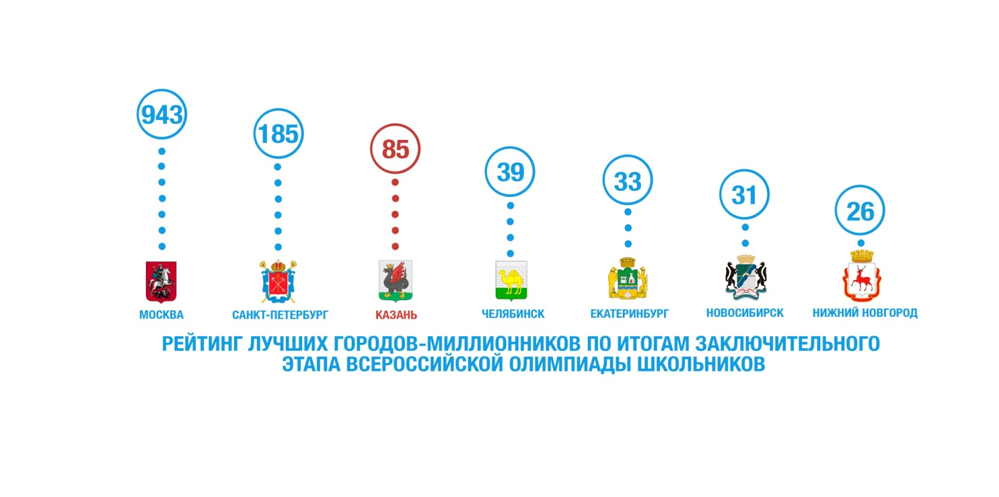 943
185
85
39
33
31
26
МОСКВА
САНКТ-ПЕТЕРБУРГ
КАЗАНЬ
ЧЕЛЯБИНСК
ЕКАТЕРИНБУРГ
НОВОСИБИРСК
НИЖНИЙ НОВГОРОД
РЕЙТИНГ ЛУЧШИХ ГОРОДОВ-МИЛЛИОННИКОВ ПО ИТОГАМ ЗАКЛЮЧИТЕЛЬНОГО
ЭТАПА ВСЕРОССИЙСКОЙ ОЛИМПИАДЫ ШКОЛЬНИКОВ